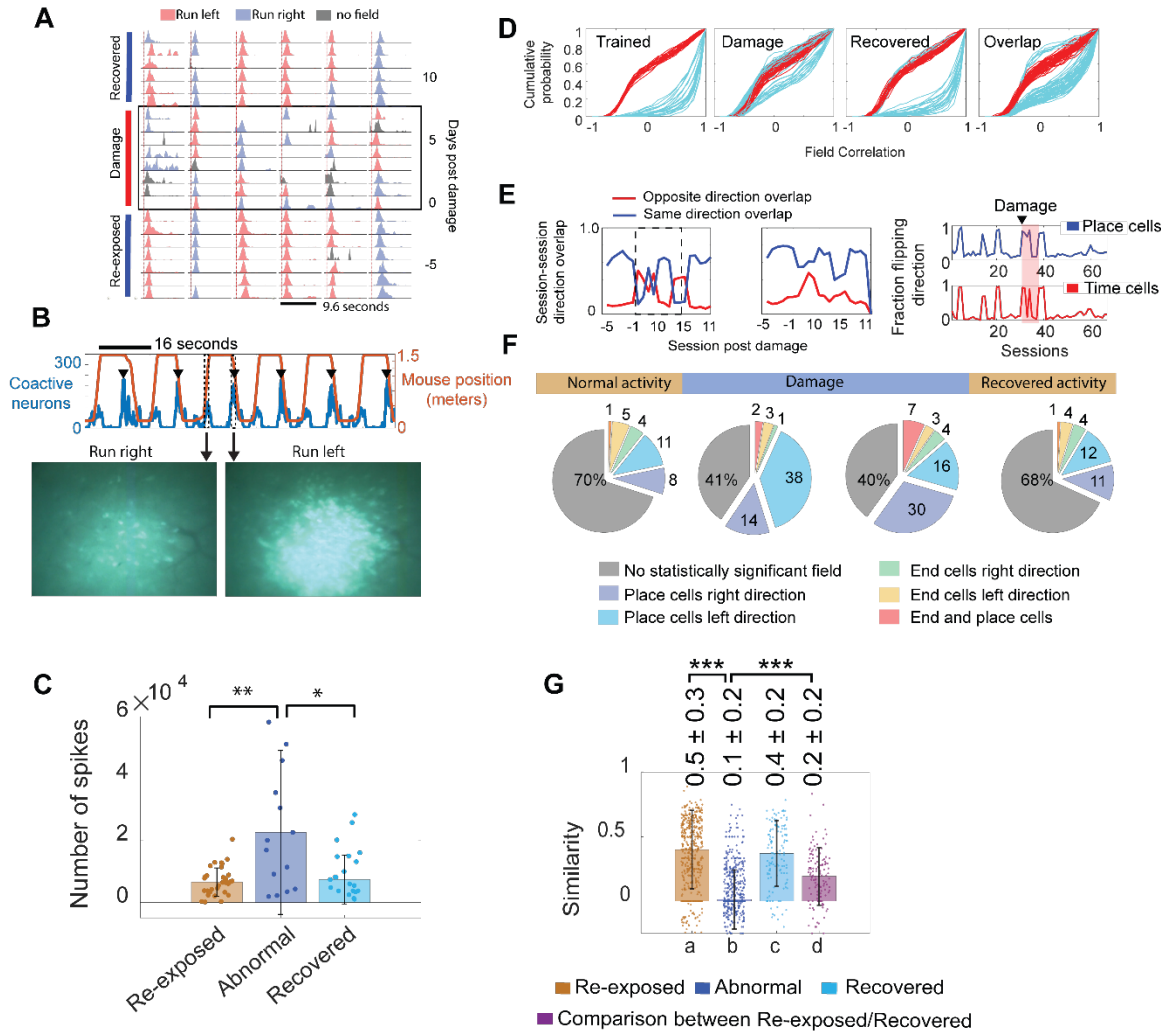 A
Run left
Run right
no field
Recovered
Damage
Re-exposed
10
5
0
-5
Days post damage
9.6 seconds
B
16 seconds
300
0
Coactive
neurons
1.5
0
Mouse position
(meters)
Run right
Run left
C
6×10 4
4
2
0
Number of spikes
**
*
Re-exposed
Abnormal
Recovered
D
Cumulative
probability
1
0.8
0.6
0.4
0.2
0
Trained
Damage
Recovered
Overlap
-1 0 1
-1 0 1
-1 0 1
-1 0 1
Field Correlation
E
Opposite direction overlap
Same direction overlap
Session-session
direction overlap
1.0
0
-5 -1 10 15 11
-5 -1 10 15 11
Session post damage
Damage
Fraction flipping
direction
1
0
1
0
Place cells
Time cells
0 20 40 60
Sessions
F
Normal activity
Damage
Recovered activity
1
5
4
11
8
70%
2
3
1
38
14
41%
7
3
4
16
30
40%
1
4
4
12
11
68%
No statistically significant field
Place cells right direction
Place cells left direction
End cells right direction
End cells left direction
End and place cells
G
***
***
0.5 ± 0.3
0.1 ± 0.2
0.4 ± 0.2
0.2 ± 0.2
1
0.5
0
Similarity
a b c d
Re-exposed
Abnormal
Recovered
Comparison between Re-exposed/Recovered